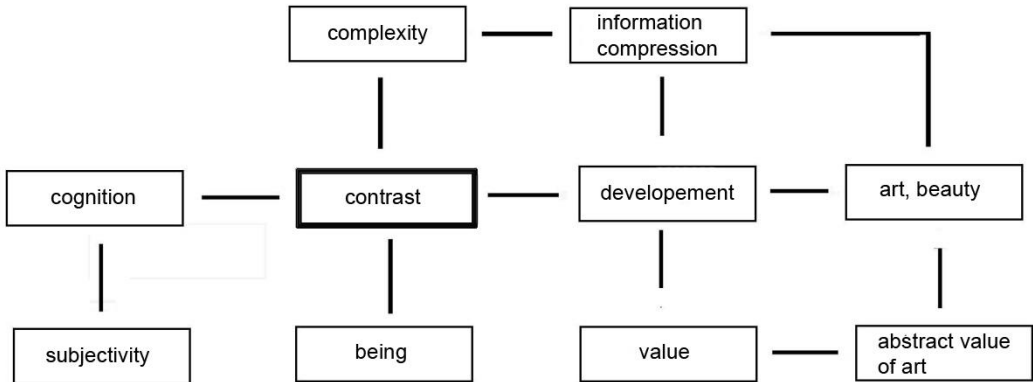 complexity
information
compression
cognition
contrast
developement
art, beauty
subjectivity
being
value
abstract value
of art